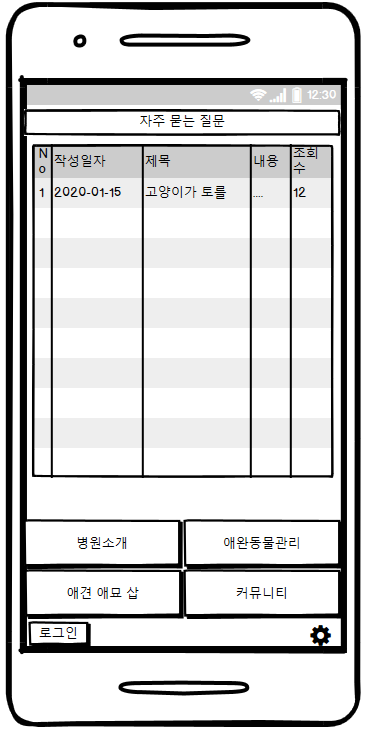 12:30
자주 묻는 질문
No 작성일자 제목 내용 조회수
1 2020-01-15 고양이가 토를 .... 12
병원소개 애완동물관리
애견 애묘 삽 커뮤니티
로그인